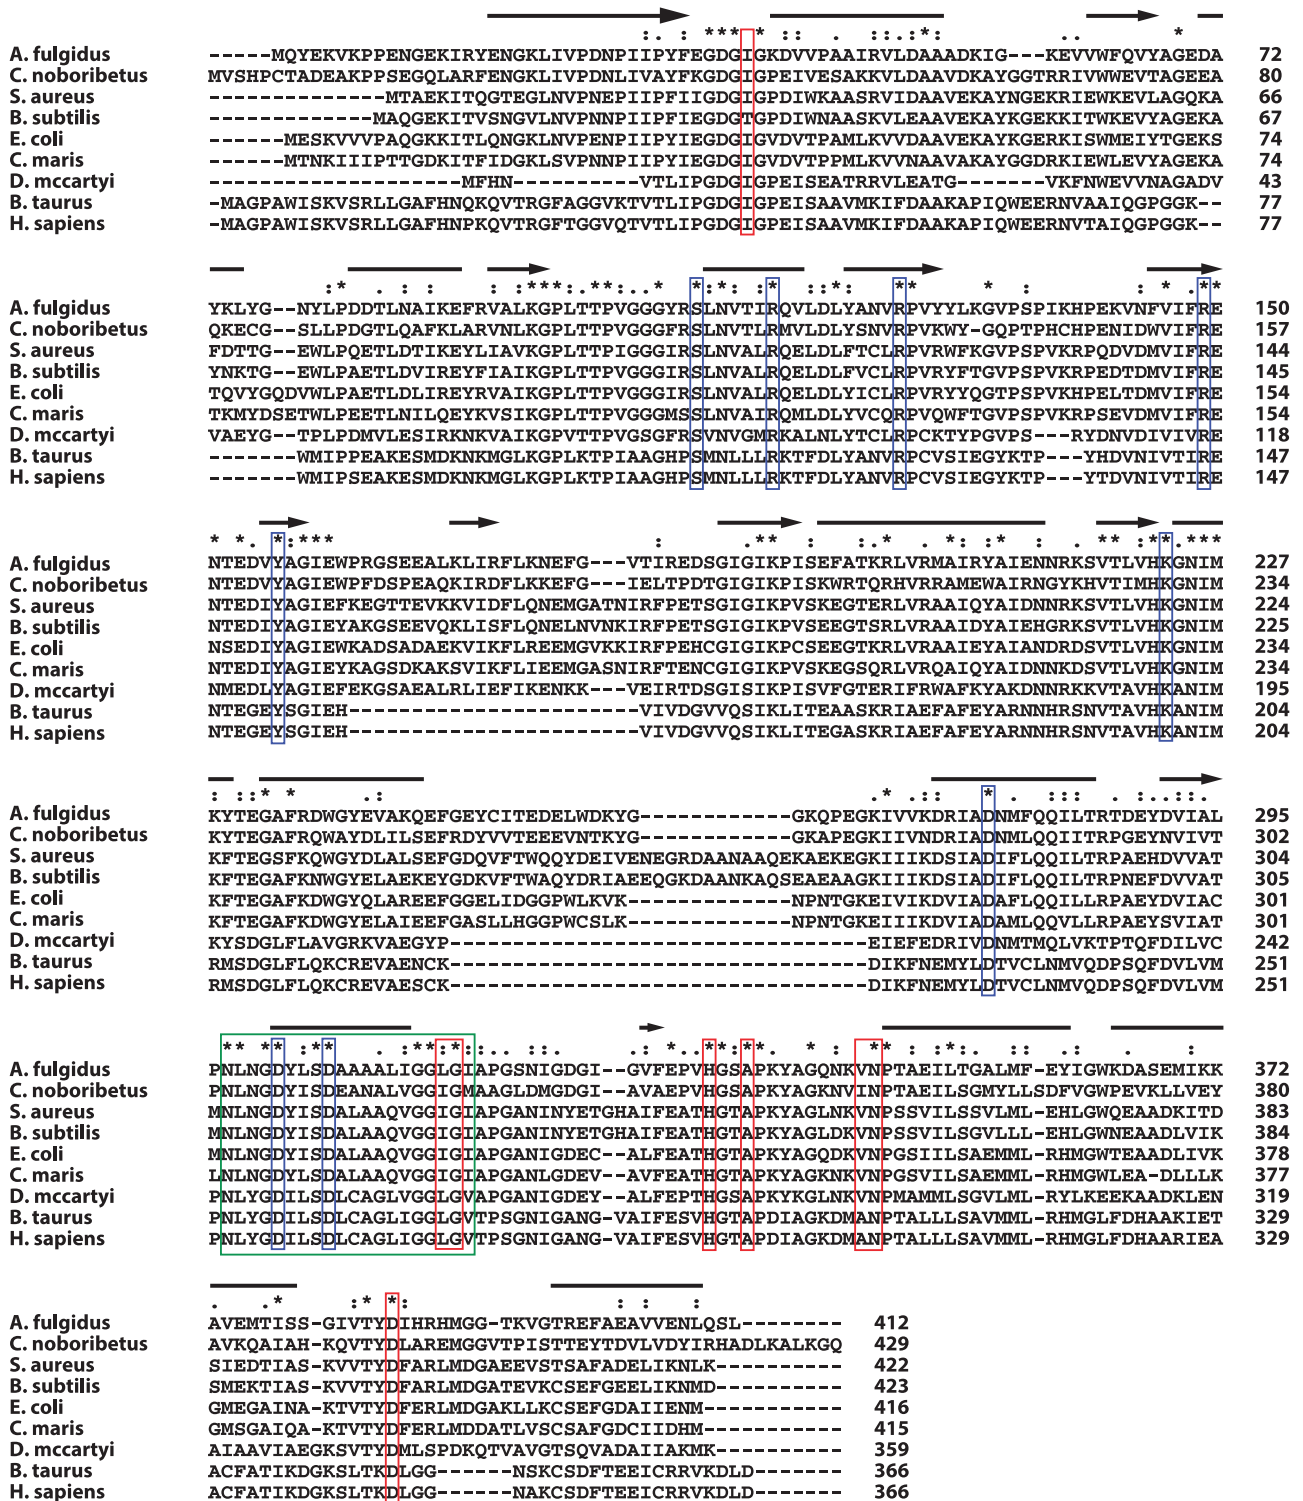 :. : ***.* : :.: :* . . . *
A. fulgidus -----MQYEKVKPPENGEKIRYENGKLIVPDNPIIPYFEGDGIGKDVVPAAIRVLDAAADKIG---KEVVWFQVYAGEDA 72
C. noboribetus MVSHPCTADEAKPPSEGQLARFENGKLIVPDNLIVAYFKGDGIGPEIVESAKKVLDAAVDKAYGGTRRIVWWEVTAGEEA 80
S. aureus --------------MTAEKITQGTEGLNVPNEPIIPFIIGDGIGPDIWKAASRVIDAAVEKAYNGEKRIEWKEVLAGQKA 66
B. subtilis -------------MAQGEKITVSNGVLNVPNNPIIPFIEGDGTGPDIWNAASKVLEAAVEKAYKGEKKITWKEVYAGEKA 67
E. coli ------MESKVVVPAQGKKITLQNGKLNVPENPIIPYIEGDGIGVDVTPAMLKVVDAAVEKAYKGERKISWMEIYTGEKS 74
C. maris ------MTNKIIIPTTGDKITFIDGKLSVPNNPIIPYIEGDGIGVDVTPPMLKVVNAAVAKAYGGDRKIEWLEVYAGEKA 74
D. mccartyi --------------------MFHN----------VTLIPGDGIGPEISEATRRVLEATG-------VKFNWEVVNAGADV 43
B. taurus -MAGPAWISKVSRLLGAFHNQKQVTRGFAGGVKTVTLIPGDGIGPEISAAVMKIFDAAKAPIQWEERNVAAIQGPGGK-- 77
H. sapiens -MAGPAWISKVSRLLGAFHNPKQVTRGFTGGVQTVTLIPGDGIGPEISAAVMKIFDAAKAPIQWEERNVTAIQGPGGK-- 77
:* . : : .***:.**.** . * *:*. : * : .:* *.** * : : .**
A. fulgidus YKLYG--NYLPDDTLNAIKEFRVALKGPLTTPVGGGYRSLNVTIRQVLDLYANVRPVYYLKGVPSPIKHPEKVNFVIFRE 150
C. noboribetus QKECG--SLLPDGTLQAFKLARVNLKGPLTTPVGGGFRSLNVTLRMVLDLYSNVRPVKWY-GQPTPHCHPENIDWVIFRE 157
S. aureus FDTTG--EWLPQETLDTIKEYLIAVKGPLTTPIGGGIRSLNVALRQELDLFTCLRPVRWFKGVPSPVKRPQDVDMVIFRE 144
B. subtilis YNKTG--EWLPAETLDVIREYFIAIKGPLTTPVGGGIRSLNVALRQELDLFVCLRPVRYFTGVPSPVKRPEDTDMVIFRE 145
E. coli TQVYGQDVWLPAETLDLIREYRVAIKGPLTTPVGGGIRSLNVALRQELDLYICLRPVRYYQGTPSPVKHPELTDMVIFRE 154
C. maris TKMYDSETWLPEETLNILQEYKVSIKGPLTTPVGGGMSSLNVAIRQMLDLYVCQRPVQWFTGVPSPVKRPSEVDMVIFRE 154
D. mccartyi VAEYG--TPLPDMVLESIRKNKVAIKGPVTTPVGSGFRSVNVGMRKALNLYTCLRPCKTYPGVPS---RYDNVDIVIVRE 118
B. taurus -------WMIPPEAKESMDKNKMGLKGPLKTPIAAGHPSMNLLLRKTFDLYANVRPCVSIEGYKTP---YHDVNIVTIRE 147
H. sapiens -------WMIPSEAKESMDKNKMGLKGPLKTPIAAGHPSMNLLLRKTFDLYANVRPCVSIEGYKTP---YTDVNIVTIRE 147
* *. *:*** . : . . : .** : . * .* : :. ** :**.***
A. fulgidus NTEDVYAGIEWPRGSEEALKLIRFLKNEFG---VTIREDSGIGIKPISEFATKRLVRMAIRYAIENNRKSVTLVHKGNIM 227
C. noboribetus NTEDVYAGIEWPFDSPEAQKIRDFLKKEFG---IELTPDTGIGIKPISKWRTQRHVRRAMEWAIRNGYKHVTIMHKGNIM 234
S. aureus NTEDIYAGIEFKEGTTEVKKVIDFLQNEMGATNIRFPETSGIGIKPVSKEGTERLVRAAIQYAIDNNRKSVTLVHKGNIM 224
B. subtilis NTEDIYAGIEYAKGSEEVQKLISFLQNELNVNKIRFPETSGIGIKPVSEEGTSRLVRAAIDYAIEHGRKSVTLVHKGNIM 225
E. coli NSEDIYAGIEWKADSADAEKVIKFLREEMGVKKIRFPEHCGIGIKPCSEEGTKRLVRAAIEYAIANDRDSVTLVHKGNIM 234
C. maris NTEDIYAGIEYKAGSDKAKSVIKFLIEEMGASNIRFTENCGIGIKPVSKEGSQRLVRQAIQYAIDNNKDSVTLVHKGNIM 234
D. mccartyi NMEDLYAGIEFEKGSAEALRLIEFIKENKK---VEIRTDSGISIKPISVFGTERIFRWAFKYAKDNNRKKVTAVHKANIM 195
B. taurus NTEGEYSGIEH-----------------------VIVDGVVQSIKLITEAASKRIAEFAFEYARNNHRSNVTAVHKANIM 204
H. sapiens NTEGEYSGIEH-----------------------VIVDGVVQSIKLITEGASKRIAEFAFEYARNNHRSNVTAVHKANIM 204
: ::* * .: .* :: *. ::: : .: :.
A. fulgidus KYTEGAFRDWGYEVAKQEFGEYCITEDELWDKYG-------------GKQPEGKIVVKDRIADNMFQQILTRTDEYDVIAL 295
C. noboribetus KYTEGAFRQWAYDLALSEFRDYVVTEEEVNTKYG-------------GKAPEGKIVINDRIADNMLQQIITRPGEYNVIVT 302
S. aureus KFTEGSFKQWGYDLALSEFGDQVFTWQQYDEIVENEGRDAANAAQEKAEKEGKIIIKDSIADIFLQQILTRPAEHDVVAT 304
B. subtilis KFTEGAFKNWGYELAEKEYGDKVFTWAQYDRIAEEQGKDAANKAQSEAEAAGKIIIKDSIADIFLQQILTRPNEFDVVAT 305
E. coli KFTEGAFKDWGYQLAREEFGGELIDGGPWLKVK-------------NPNTGKEIVIKDVIADAFLQQILLRPAEYDVIAC 301
C. maris KFTEGAFKDWGYELAIEEFGASLLHGGPWCSLK-------------NPNTGKEIIIKDVIADAMLQQVLLRPAEYSVIAT 301
D. mccartyi KYSDGLFLAVGRKVAEGYP---------------------------------EIEFEDRIVDNMTMQLVKTPTQFDILVC 242
B. taurus RMSDGLFLQKCREVAENCK---------------------------------DIKFNEMYLDTVCLNMVQDPSQFDVLVM 251
H. sapiens RMSDGLFLQKCREVAESCK---------------------------------DIKFNEMYLDTVCLNMVQDPSQFDVLVM 251
** ** :** . :**:**:: . .: :. .:*..*** *. * ** : .:: :*. : .
A. fulgidus PNLNGDYLSDAAAALIGGLGIAPGSNIGDGI--GVFEPVHGSAPKYAGQNKVNPTAEILTGALMF-EYIGWKDASEMIKK 372
C. noboribetus PNLNGDYISDEANALVGGIGMAAGLDMGDGI--AVAEPVHGTAPKYAGKNVINPTAEILSGMYLLSDFVGWPEVKLLVEY 380
S. aureus MNLNGDYISDALAAQVGGIGIAPGANINYETGHAIFEATHGTAPKYAGLNKVNPSSVILSSVLML-EHLGWQEAADKITD 383
B. subtilis MNLNGDYISDALAAQVGGIGIAPGANINYETGHAIFEATHGTAPKYAGLDKVNPSSVILSGVLLL-EHLGWNEAADLVIK 384
E. coli MNLNGDYISDALAAQVGGIGIAPGANIGDEC--ALFEATHGTAPKYAGQDKVNPGSIILSAEMML-RHMGWTEAADLIVK 378
C. maris LNLNGDYLSDALAAQVGGIGIAPGANLGDEV--AVFEATHGTAPKYAGKNKVNPGSVILSAEMML-RHMGWLEA-DLLLK 377
D. mccartyi PNLYGDILSDLCAGLVGGLGVAPGANIGDEY--ALFEPTHGSAPKYKGLNKVNPMAMMLSGVLML-RYLKEEKAADKLEN 319
B. taurus PNLYGDILSDLCAGLIGGLGVTPSGNIGANG-VAIFESVHGTAPDIAGKDMANPTALLLSAVMML-RHMGLFDHAAKIET 329
H. sapiens PNLYGDILSDLCAGLIGGLGVTPSGNIGANG-VAIFESVHGTAPDIAGKDMANPTALLLSAVMML-RHMGLFDHAARIEA 329
. .* :* *: : : : :
A. fulgidus AVEMTISS-GIVTYDIHRHMGG-TKVGTREFAEAVVENLQSL-------- 412
C. noboribetus AVKQAIAH-KQVTYDLAREMGGVTPISTTEYTDVLVDYIRHADLKALKGQ 429
S. aureus SIEDTIAS-KVVTYDFARLMDGAEEVSTSAFADELIKNLK---------- 422
B. subtilis SMEKTIAS-KVVTYDFARLMDGATEVKCSEFGEELIKNMD---------- 423
E. coli GMEGAINA-KTVTYDFERLMDGAKLLKCSEFGDAIIENM----------- 416
C. maris GMSGAIQA-KTVTYDFERLMDDATLVSCSAFGDCIIDHM----------- 415
D. mccartyi AIAAVIAEGKSVTYDMLSPDKQTVAVGTSQVADAIIAKMK---------- 359
B. taurus ACFATIKDGKSLTKDLGG------NSKCSDFTEEICRRVKDLD------- 366
H. sapiens ACFATIKDGKSLTKDLGG------NAKCSDFTEEICRRVKDLD------- 366